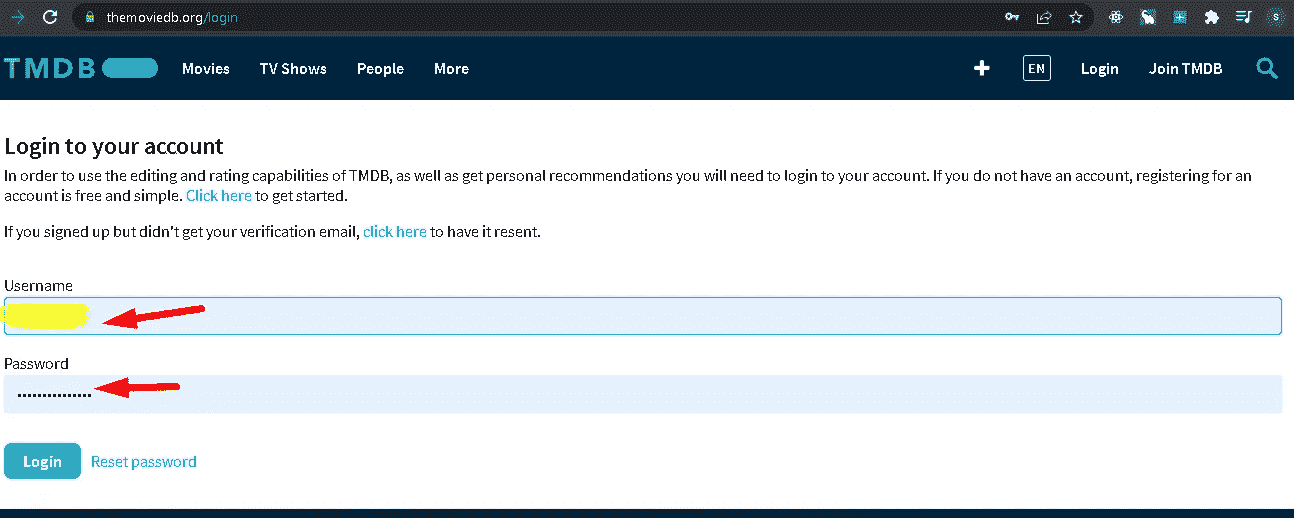 themoviedb.org/login
S
TMDB
Movies TV Shows People More
EN Login Join TMDB
Login to your account
In order to use the editing and rating capabilities of TMDB, as well as get personal recommendations you will need to login to your account. If you do not have an account, registering for an
account is free and simple. Click here to get started.
If you signed up but didn't get your verification email, click here to have it resent.
Username
Password
Login Reset password